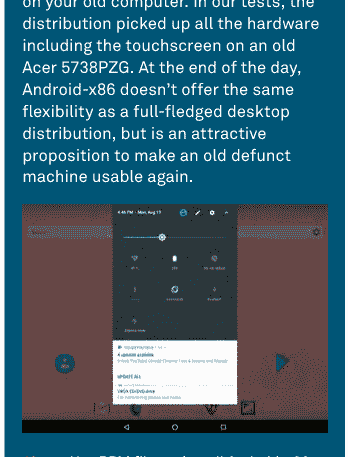 on your old computer. In our tests, the
distribution picked up all the hardware
including the touchscreen on an old
Acer 5738PZG. At the end of the day,
Android-x86 doesn’t offer the same
flexibility as a full-fledged desktop
distribution, but is an attractive
proposition to make an old defunct
machine usable again.
4:46 PM • Mon, Aug 13
UPDATE ALL